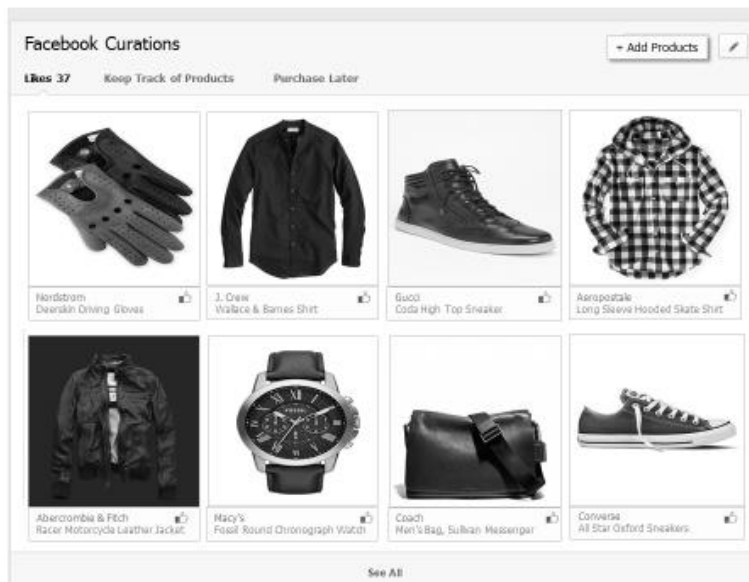 Facebook Curations
+ Add Products
Likes 37 Keep Track of Products Purchase Later
Nordstrom
Deerskin Driving Gloves
J. Crew
Wallace & Barnes Shirt
Gucci
Coda High Top Sneaker
Aeropostale
Long Sleeve Hooded Skate Shirt
Abercrombie & Fitch
Racer Motorcycle Leather Jacket
Macy's
Fossil Round Chronograph Watch
Coach
Men's Bag, Sullivan Messenger
Converse
All Star Oxford Sneakers
See All